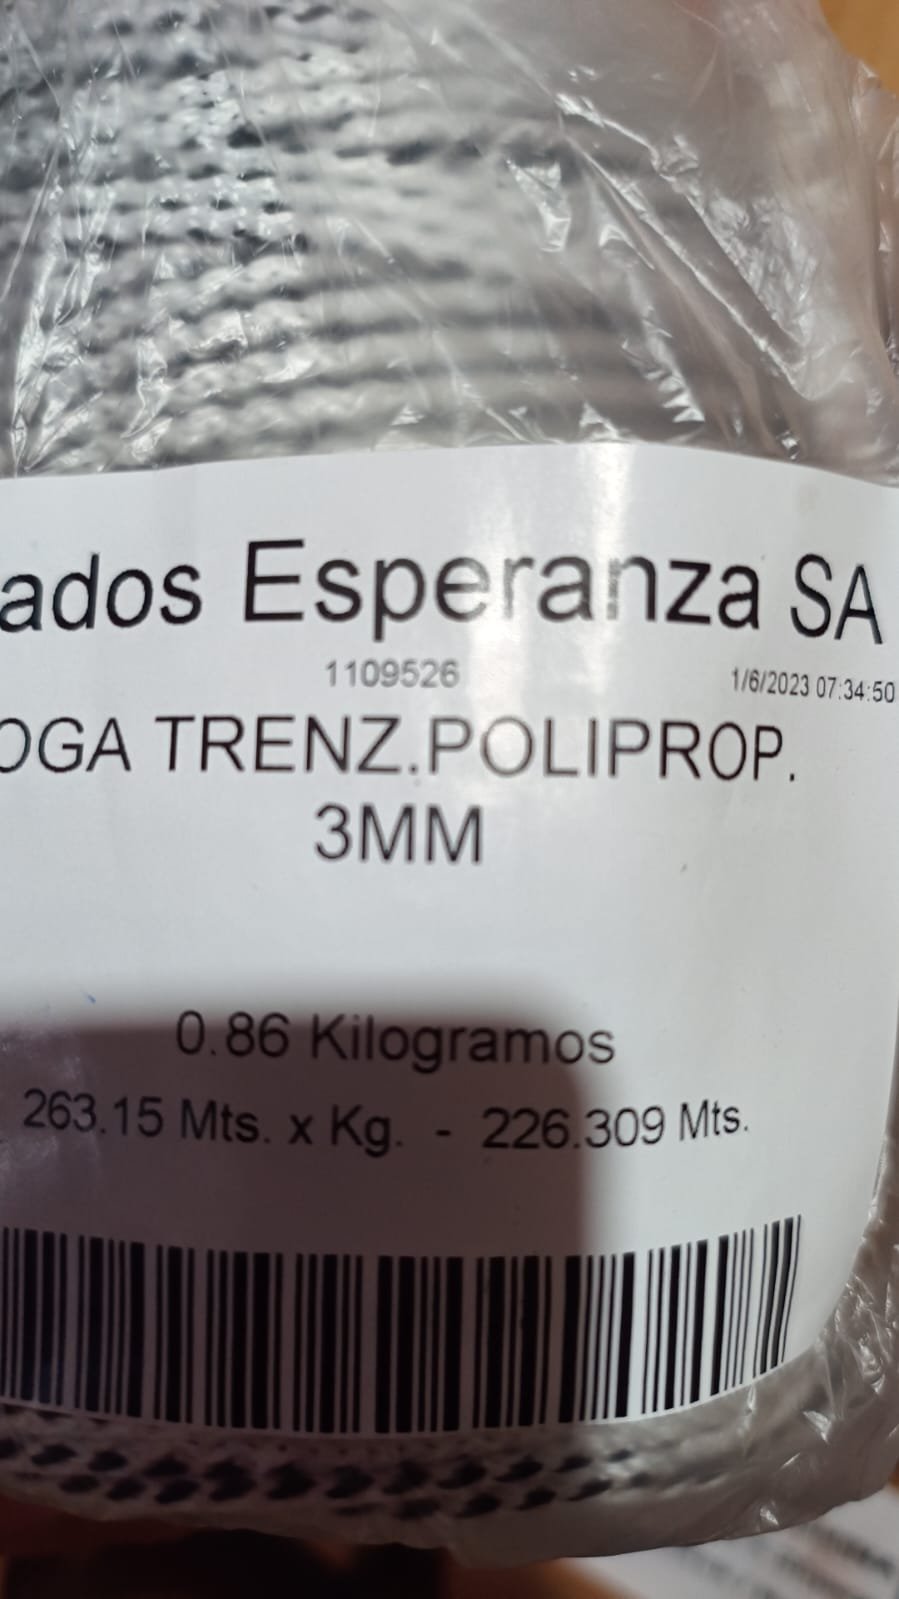 ados Esperanza SA
1109526 1/6/2023 07:34:50
OGA TRENZ.POLIPROP.
3MM
0.86 Kilogramos
263.15 Mts. x Kg. - 226.309 Mts.